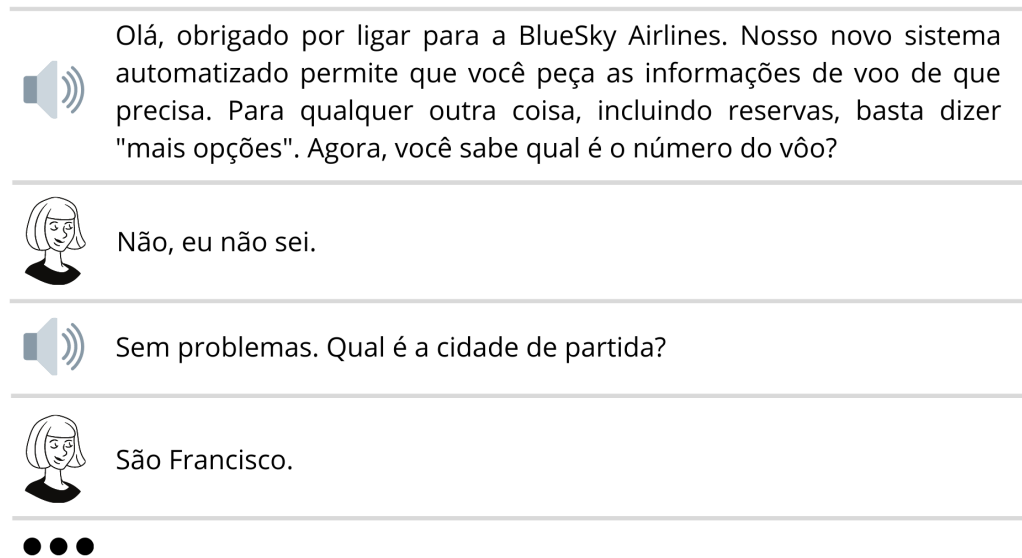 Olá, obrigado por ligar para a BlueSky Airlines. Nosso novo sistema
automatizado permite que você peça as informações de voo de que
precisa. Para qualquer outra coisa, incluindo reservas, basta dizer
"mais opções". Agora, você sabe qual é o número do vôo?
Não, eu não sei.
Sem problemas. Qual é a cidade de partida?
São Francisco.